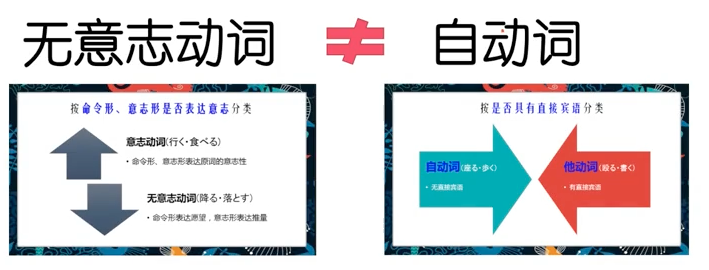 无意志动词 ≠ 自动词
按命令形、意志形是否表达意志分类
意志动词(行く·食べる)
• 命令形、意志形表达原词的意志性
无意志动词(降る·落とす)
• 命令形表达愿望，意志形表达推量
按是否具有直接宾语分类
自动词(座る·歩く)
• 无直接宾语
他动词(殴る·書く)
• 有直接宾语